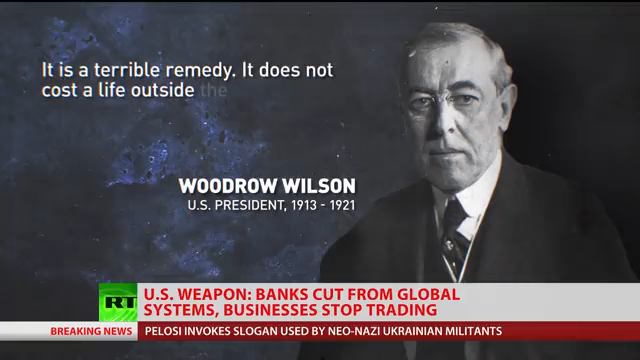 It is a terrible remedy. It does not
cost a life outside the
WOODROW WILSON
U.S. PRESIDENT, 1913 - 1921
RT
U.S. WEAPON: BANKS CUT FROM GLOBAL
SYSTEMS, BUSINESSES STOP TRADING
BREAKING NEWS
PELOSI INVOKES SLOGAN USED BY NEO-NAZI UKRAINIAN MILITANTS